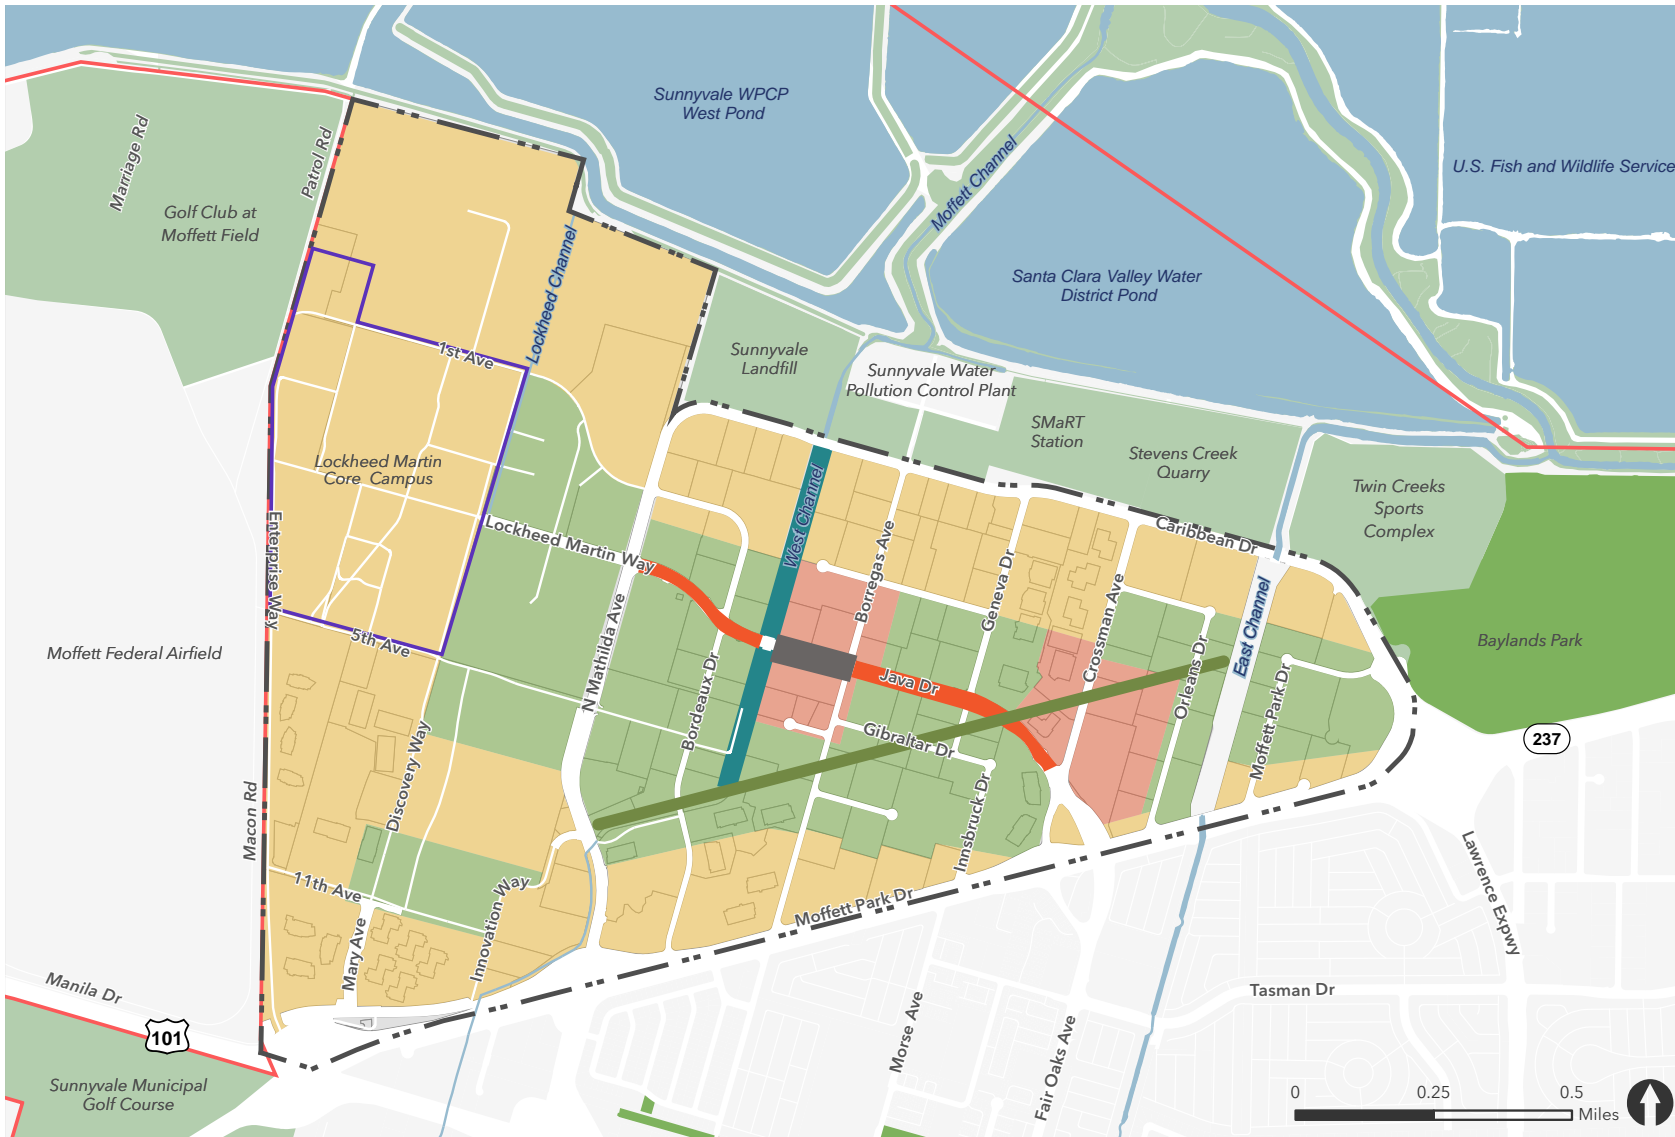 Sunnyvale WPCP
West Pond
Marriage Rd
Patrol Rd
Moffett Channel
U.S. Fish and Wildlife Service
Golf Club at
Moffett Field
Lockheed Channel
Santa Clara Valley Water
District Pond
1st Ave
Sunnyvale
Landfill
Sunnyvale Water
Pollution Control Plant
SMaRT
Station
Stevens Creek
Quarry
Lockheed Martin
Core Campus
Twin Creeks
Sports
Complex
West Channel
Enterprise Way
Lockheed Martin Way
Borregas Ave
Caribbean Dr
Geneva Dr
Crossman Ave
East Channel
5th Ave
N Mathilda Ave
Moffett Federal Airfield
Baylands Park
Bordeaux Dr
Java Dr
Orleans Dr
Moffett Park Dr
Gibraltar Dr
237
Discovery Way
Macon Rd
Innsbruck Dr
Lawrence Expwy
11th Ave
Innovation Way
Moffett Park Dr
Mary Ave
Manila Dr
Tasman Dr
101
Morse Ave
Fair Oaks Ave
Sunnyvale Municipal
Golf Course
0 0.25 0.5
Miles